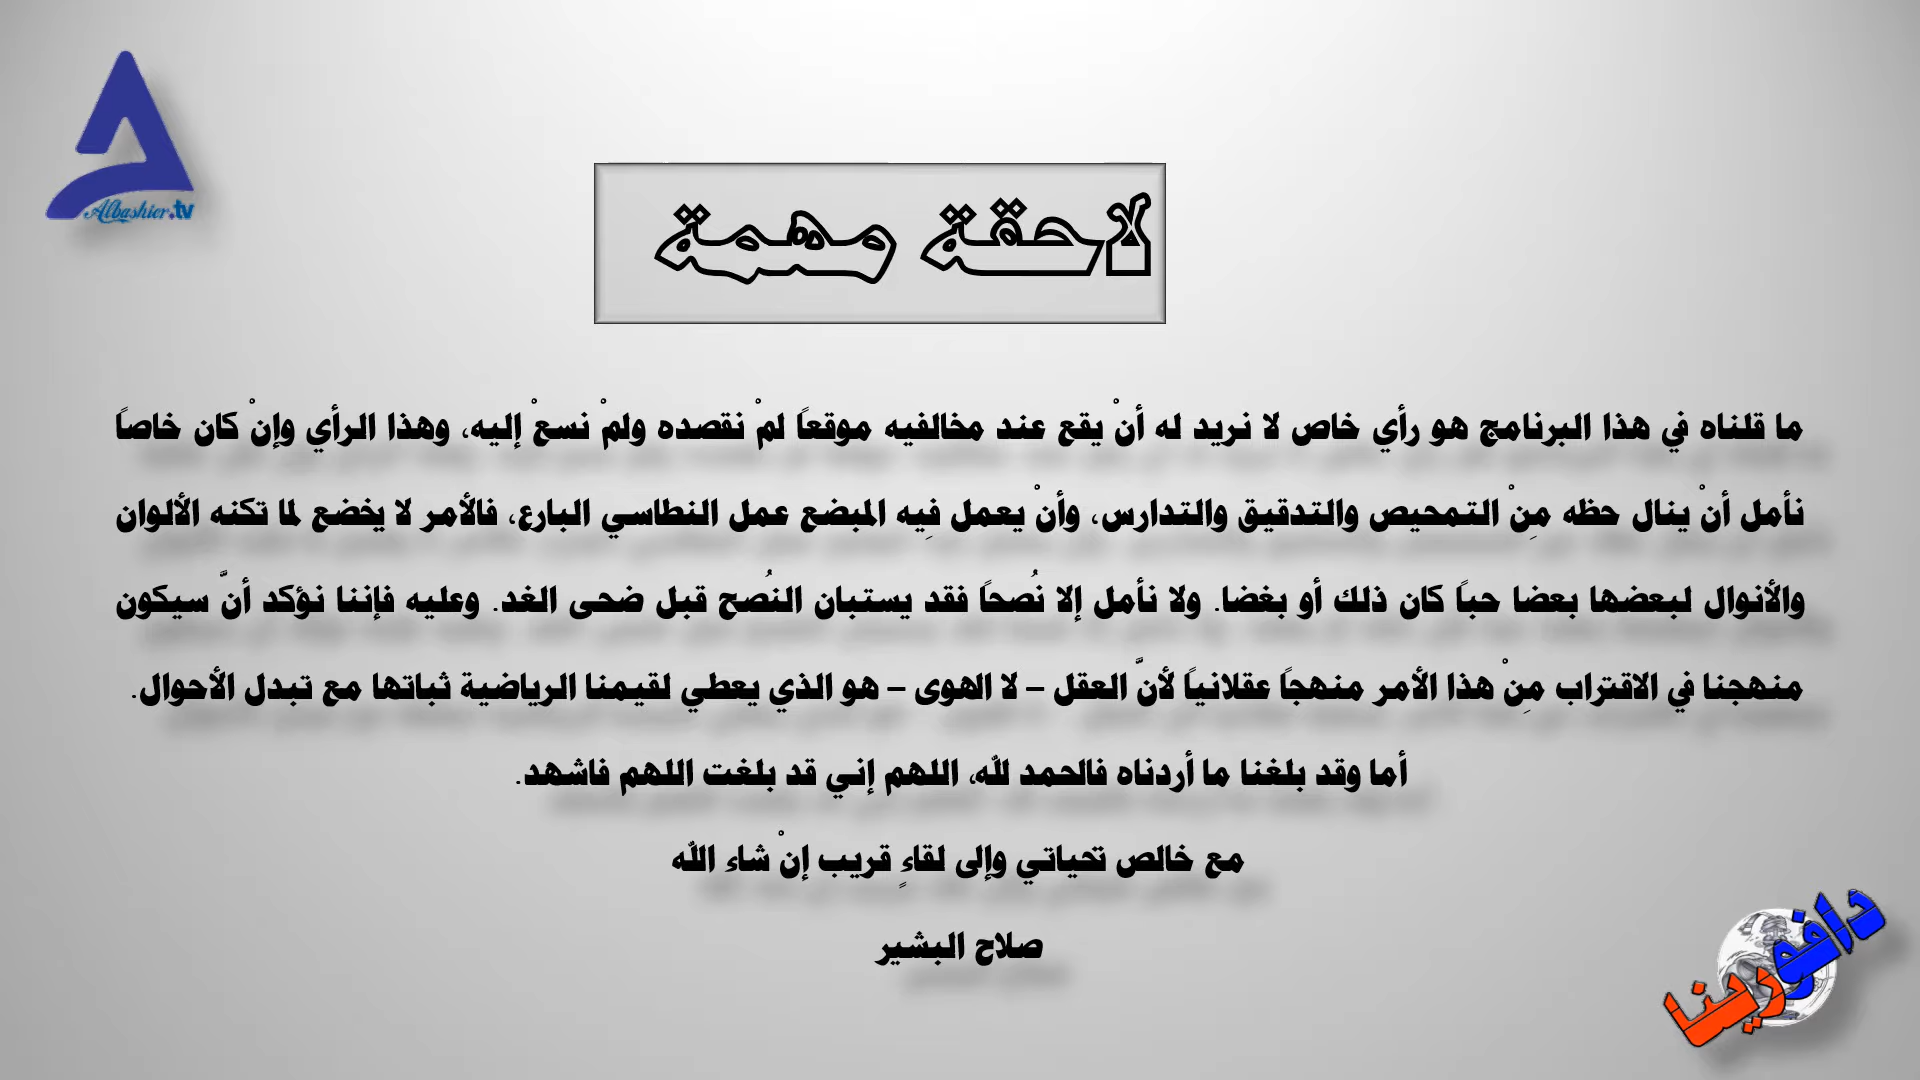 Albashier.tv
لاحقة مهمة
ما قلناه في هذا البرنامج هو رأي خاص لا نريد له أنْ يقع عند مخالفيه موقعاً لمْ نقصده ولمْ نسعْ إليه، وهذا الرأي وإنْ كان خاصاً
نأمل أنْ ينال حظه مِنْ التمحيص والتدقيق والتدارس، وأنْ يعمل فِيه المبضع عمل النطاسي البارع، فالأمر لا يخضع لما تكنه الألوان
والأنوال لبعضها بعضا حباً كان ذلك أو بغضا. ولا نأمل إلا نُصحاً فقد يستبان النُصح قبل ضحى الغد. وعليه فإننا نؤكد أنَّ سيكون
منهجنا في الاقتراب مِنْ هذا الأمر منهجاً عقلانياً لأنَّ العقل – لا الهوى – هو الذي يعطي لقيمنا الرياضية ثباتها مع تبدل الأحوال.
أما وقد بلغنا ما أردناه فالحمد لله، اللهم إني قد بلغت اللهم فاشهد.
مع خالص تحياتي وإلى لقاءٍ قريب إنْ شاء الله
صلاح البشير
دافورينا